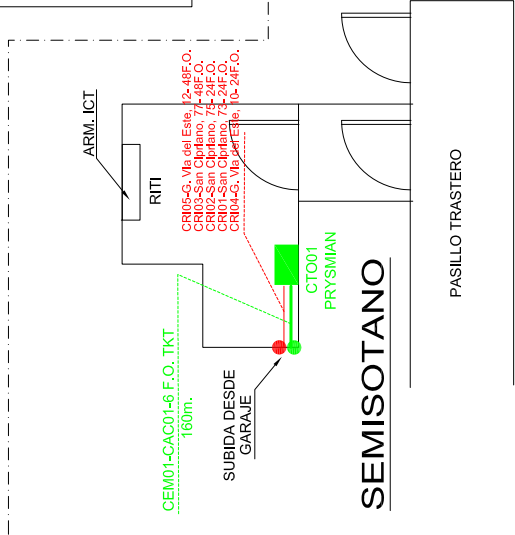 ARM. ICT
RITI
CRI05-G. Vía del Este, 12- 48F.O.
CRI03-San Cipriano, 77- 48F.O.
CRI02-San Cipriano, 75- 24F.O.
CRI01-San Cipriano, 73- 24F.O.
CRI04-G. Vía del Este, 10- 24F.O.
CTO01
PRYSMIAN
CEM01-CAC01-6 F.O. TKT
160m.
SUBIDA DESDE
GARAJE
SEMISOTANO
PASILLO TRASTERO